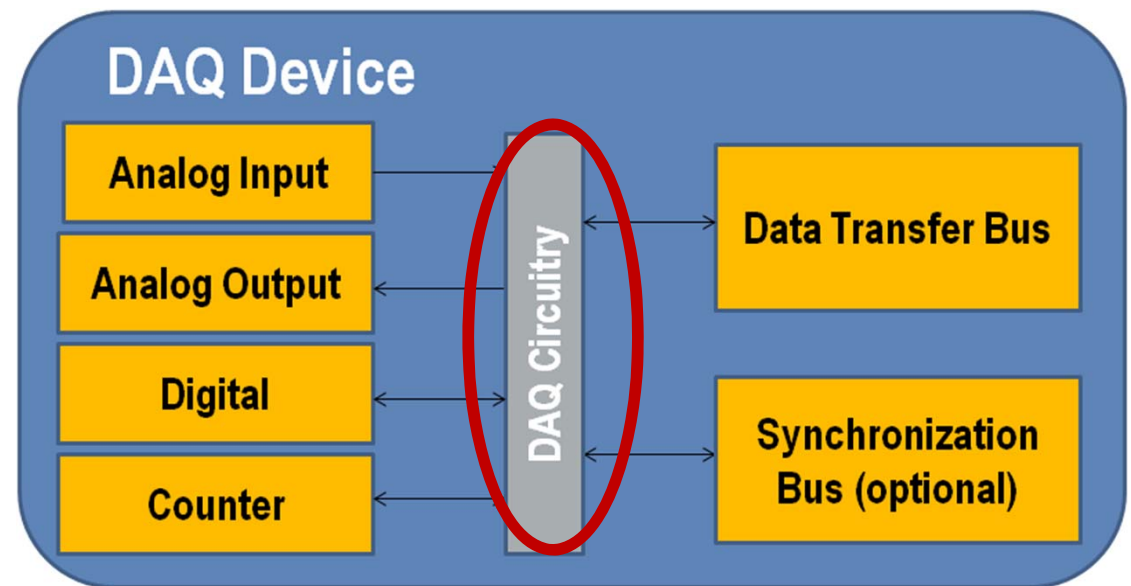 DAQ Device
Analog Input
Analog Output
Digital
Counter
DAQ Circuitry
Data Transfer Bus
Synchronization
Bus (optional)